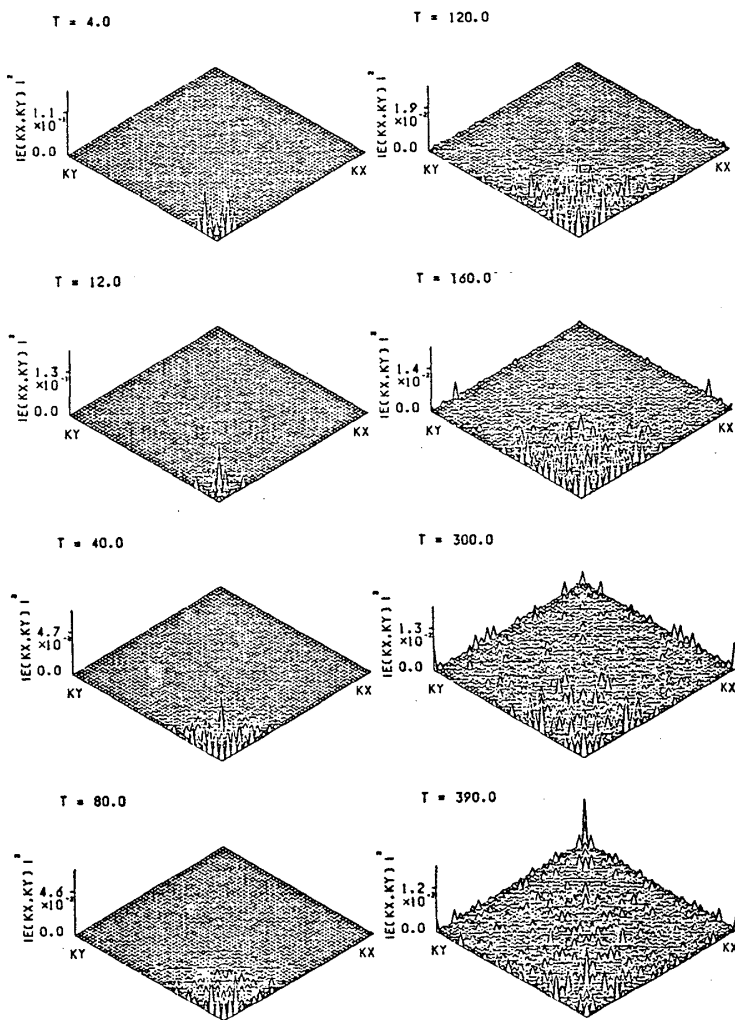 T = 4.0
|E(KX,KY)|²
1.1
×10⁻¹
0.0
KY
KX
T = 120.0
|E(KX,KY)|²
1.9
×10⁻²
0.0
KY
KX
T = 12.0
|E(KX,KY)|²
1.3
×10⁻¹
0.0
KY
KX
T = 160.0
|E(KX,KY)|²
1.4
×10⁻²
0.0
KY
KX
T = 40.0
|E(KX,KY)|²
4.7
×10⁻²
0.0
KY
KX
T = 300.0
|E(KX,KY)|²
1.3
×10⁻²
0.0
KY
KX
T = 80.0
|E(KX,KY)|²
4.6
×10⁻²
0.0
KY
KX
T = 390.0
|E(KX,KY)|²
1.2
×10⁻²
0.0
KY
KX